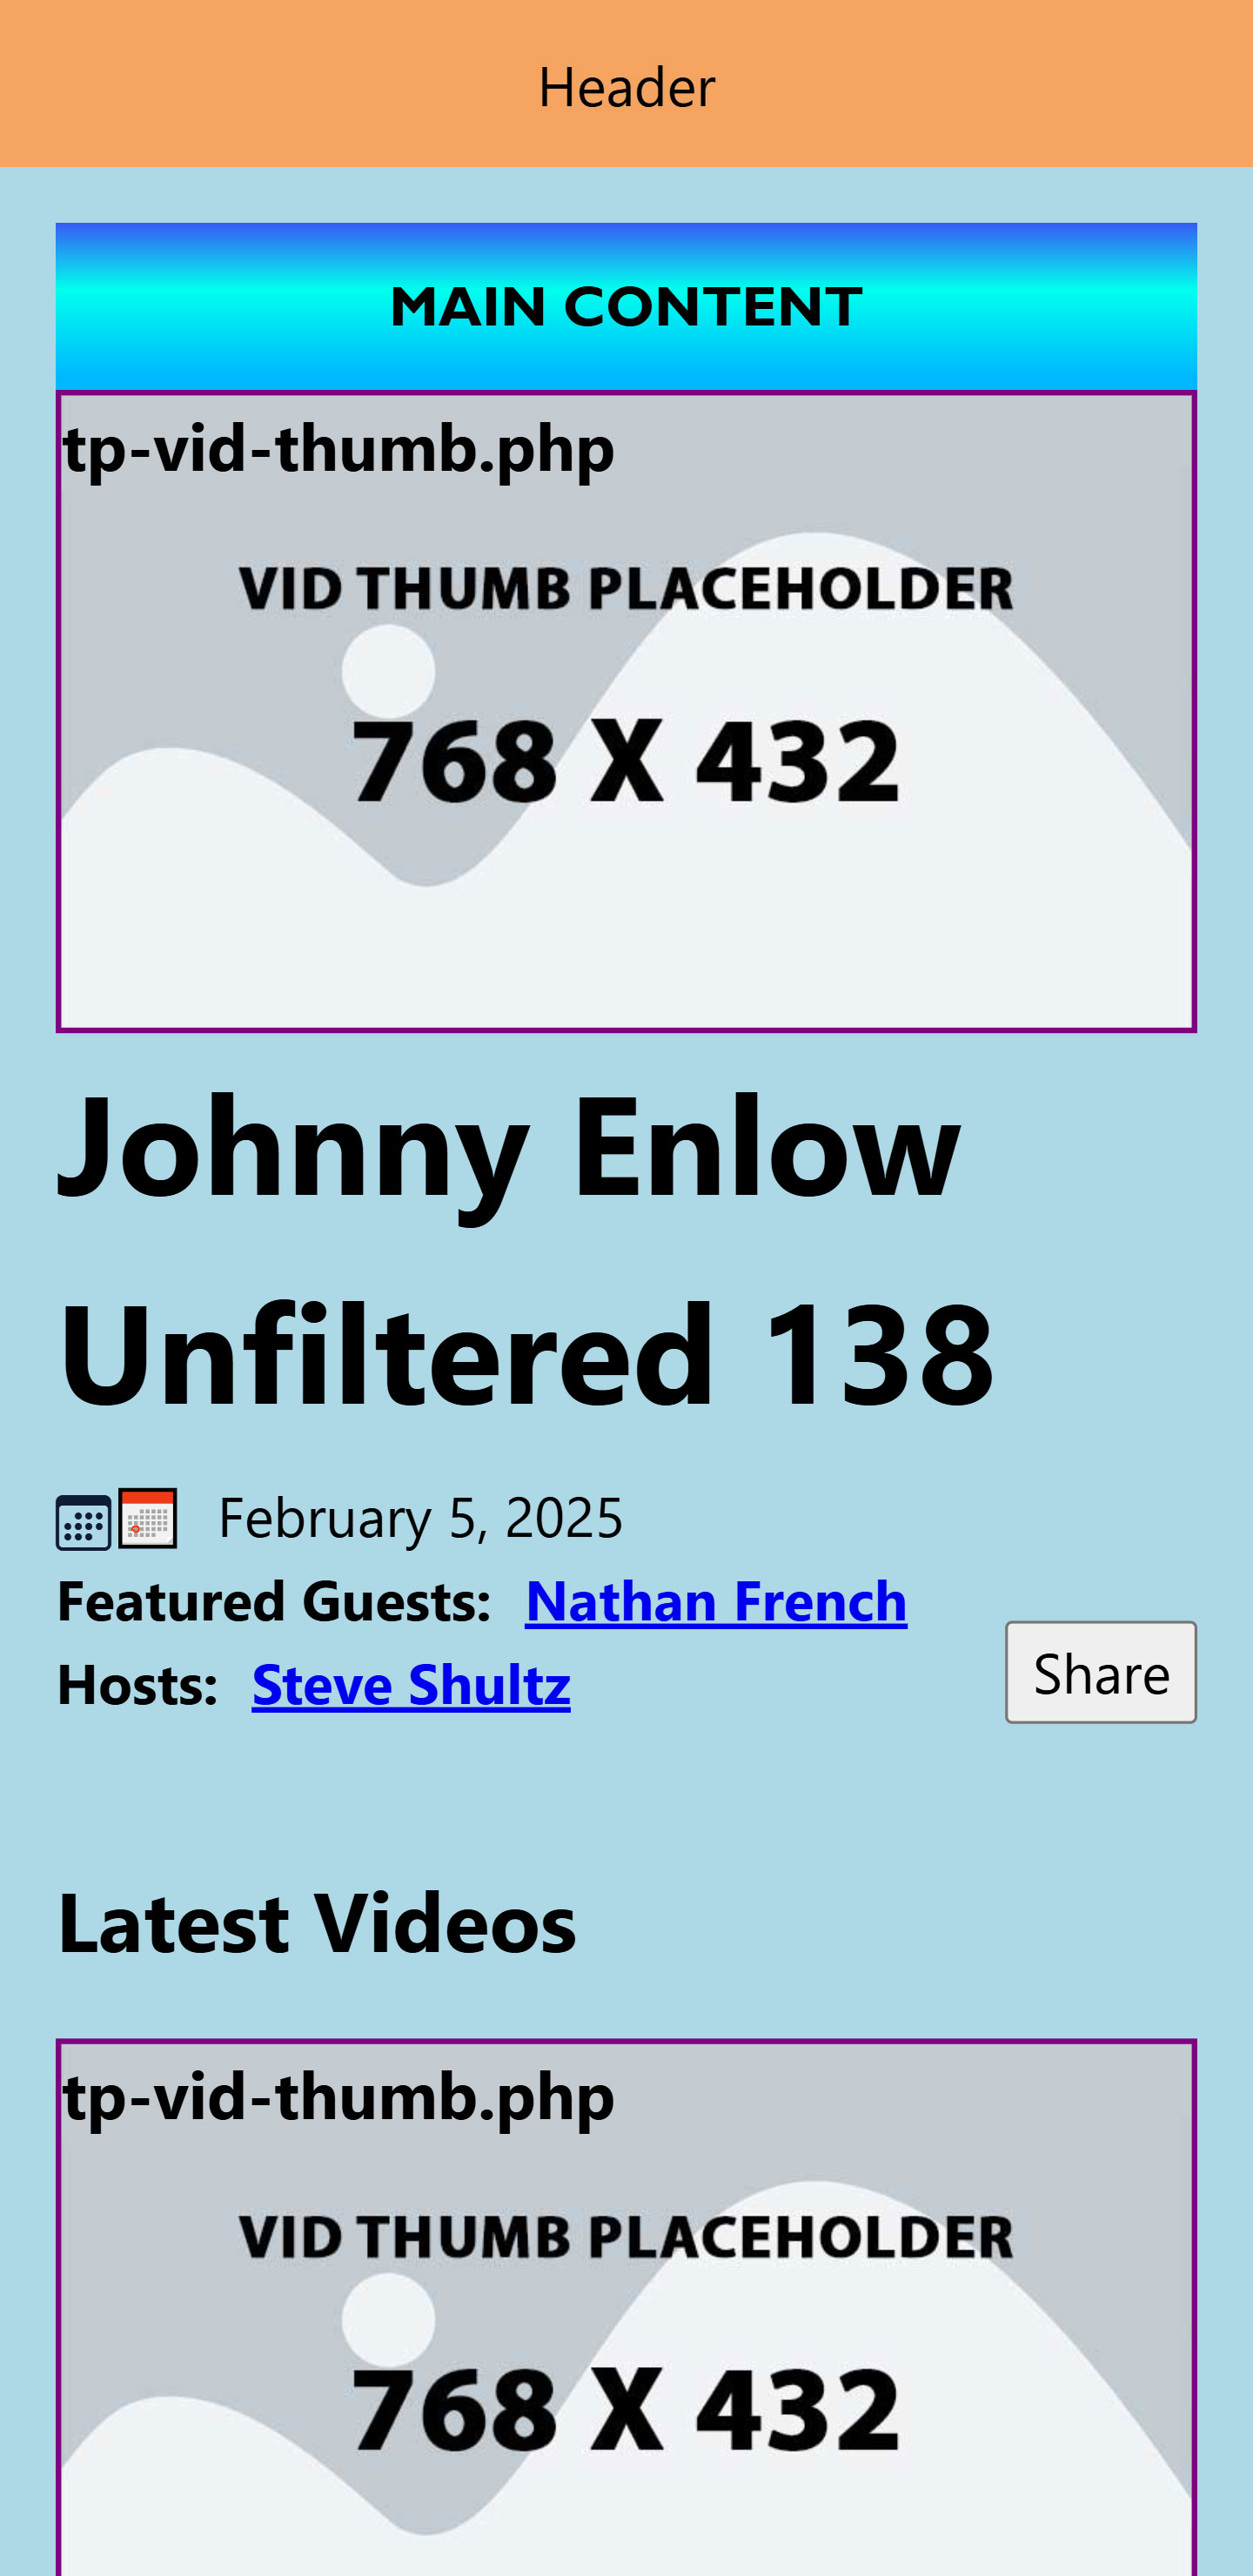 Header
MAIN CONTENT
tp-vid-thumb.php
VID THUMB PLACEHOLDER
768 X 432
Johnny Enlow
Unfiltered 138
February 5, 2025
Featured Guests: Nathan French
Hosts: Steve Shultz
Share
Latest Videos
tp-vid-thumb.php
VID THUMB PLACEHOLDER
768 X 432